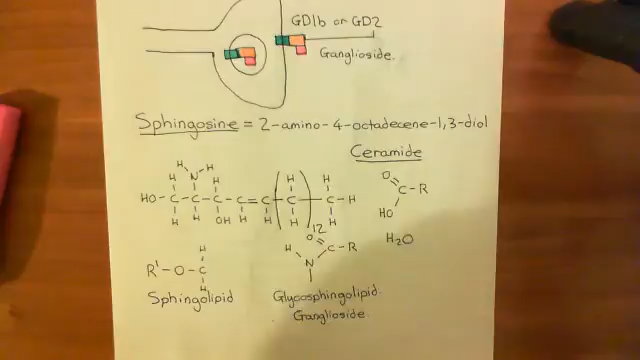 GD1b or GD2
Ganglioside.
Sphingosine = 2-amino-4-octadecene-1,3-diol
Ceramide
H N H
H H H H O
HO-C-C-C-C=C-C-C-H C-R
H H OH H H H H HO
12
H2O
H H O C-R
R'-O-C N
H
Sphingolipid Glycosphingolipid
Ganglioside.